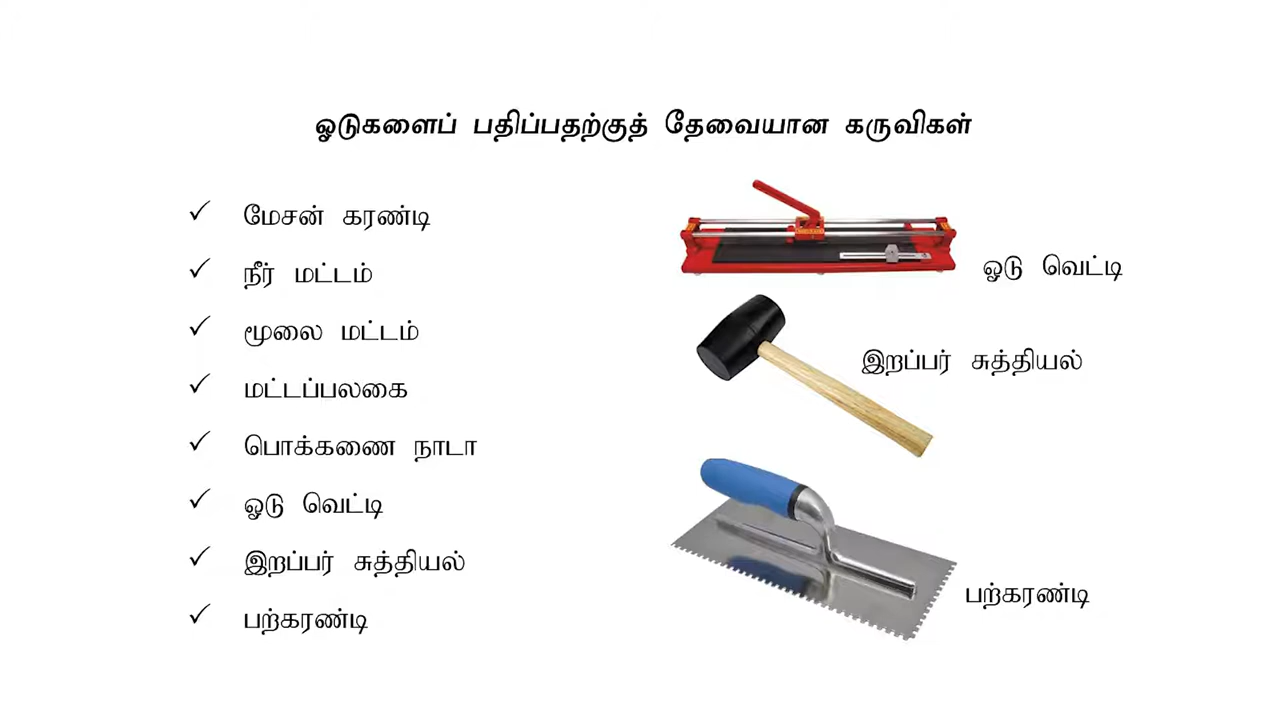 ஓடுகளைப் பதிப்பதற்குத் தேவையான கருவிகள்
✓ மேசன் கரண்டி
✓ நீர் மட்டம்
✓ மூலை மட்டம்
✓ மட்டப்பலகை
✓ பொக்கணை நாடா
✓ ஓடு வெட்டி
✓ இறப்பர் சுத்தியல்
✓ பற்கரண்டி
ஓடு வெட்டி
இறப்பர் சுத்தியல்
பற்கரண்டி